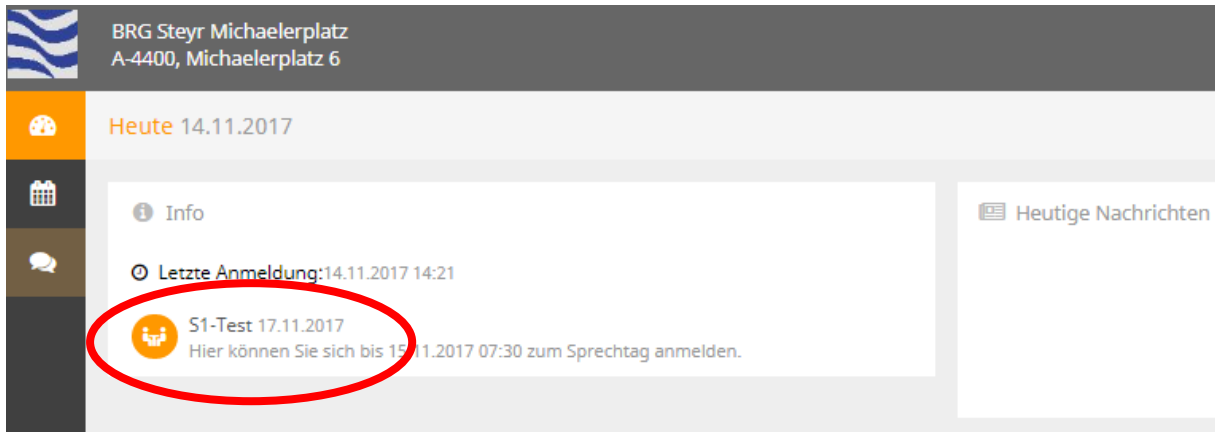 BRG Steyr Michaelerplatz
A-4400, Michaelerplatz 6
Heute 14.11.2017
Info
Heutige Nachrichten
Letzte Anmeldung:14.11.2017 14:21
S1-Test 17.11.2017
Hier können Sie sich bis 15.11.2017 07:30 zum Sprechtag anmelden.